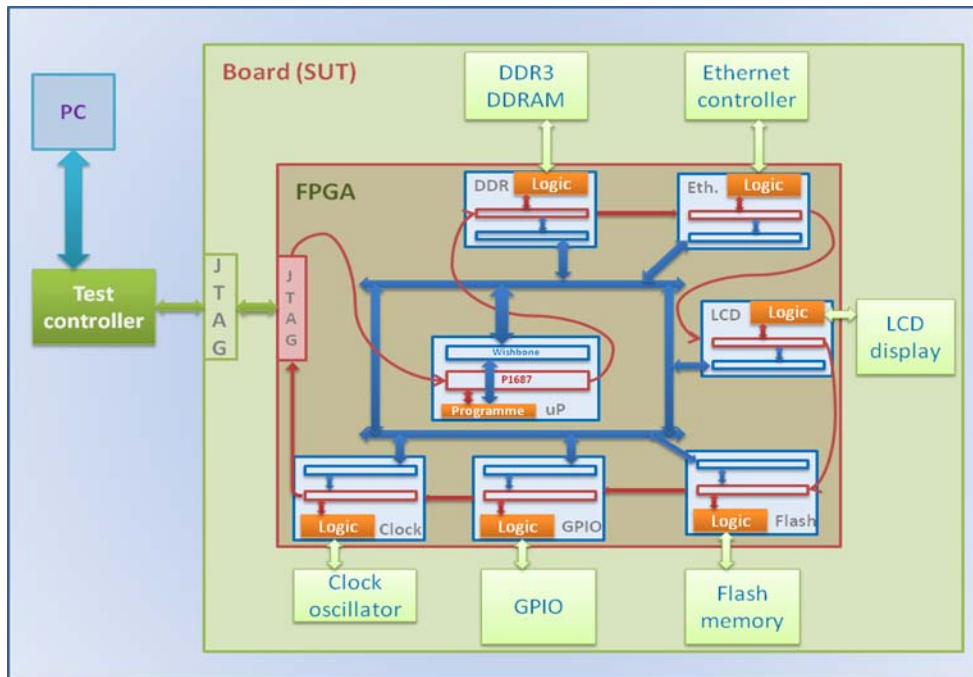 Board (SUT)
DDR3
DDRAM
Ethernet
controller
PC
FPGA
DDR
Logic
Eth.
Logic
J
T
A
G
J
T
A
G
Test
controller
LCD
Logic
LCD
display
Wishbone
P1687
Programme
uP
Logic
Clock
Logic
GPIO
Logic
Flash
Clock
oscillator
GPIO
Flash
memory